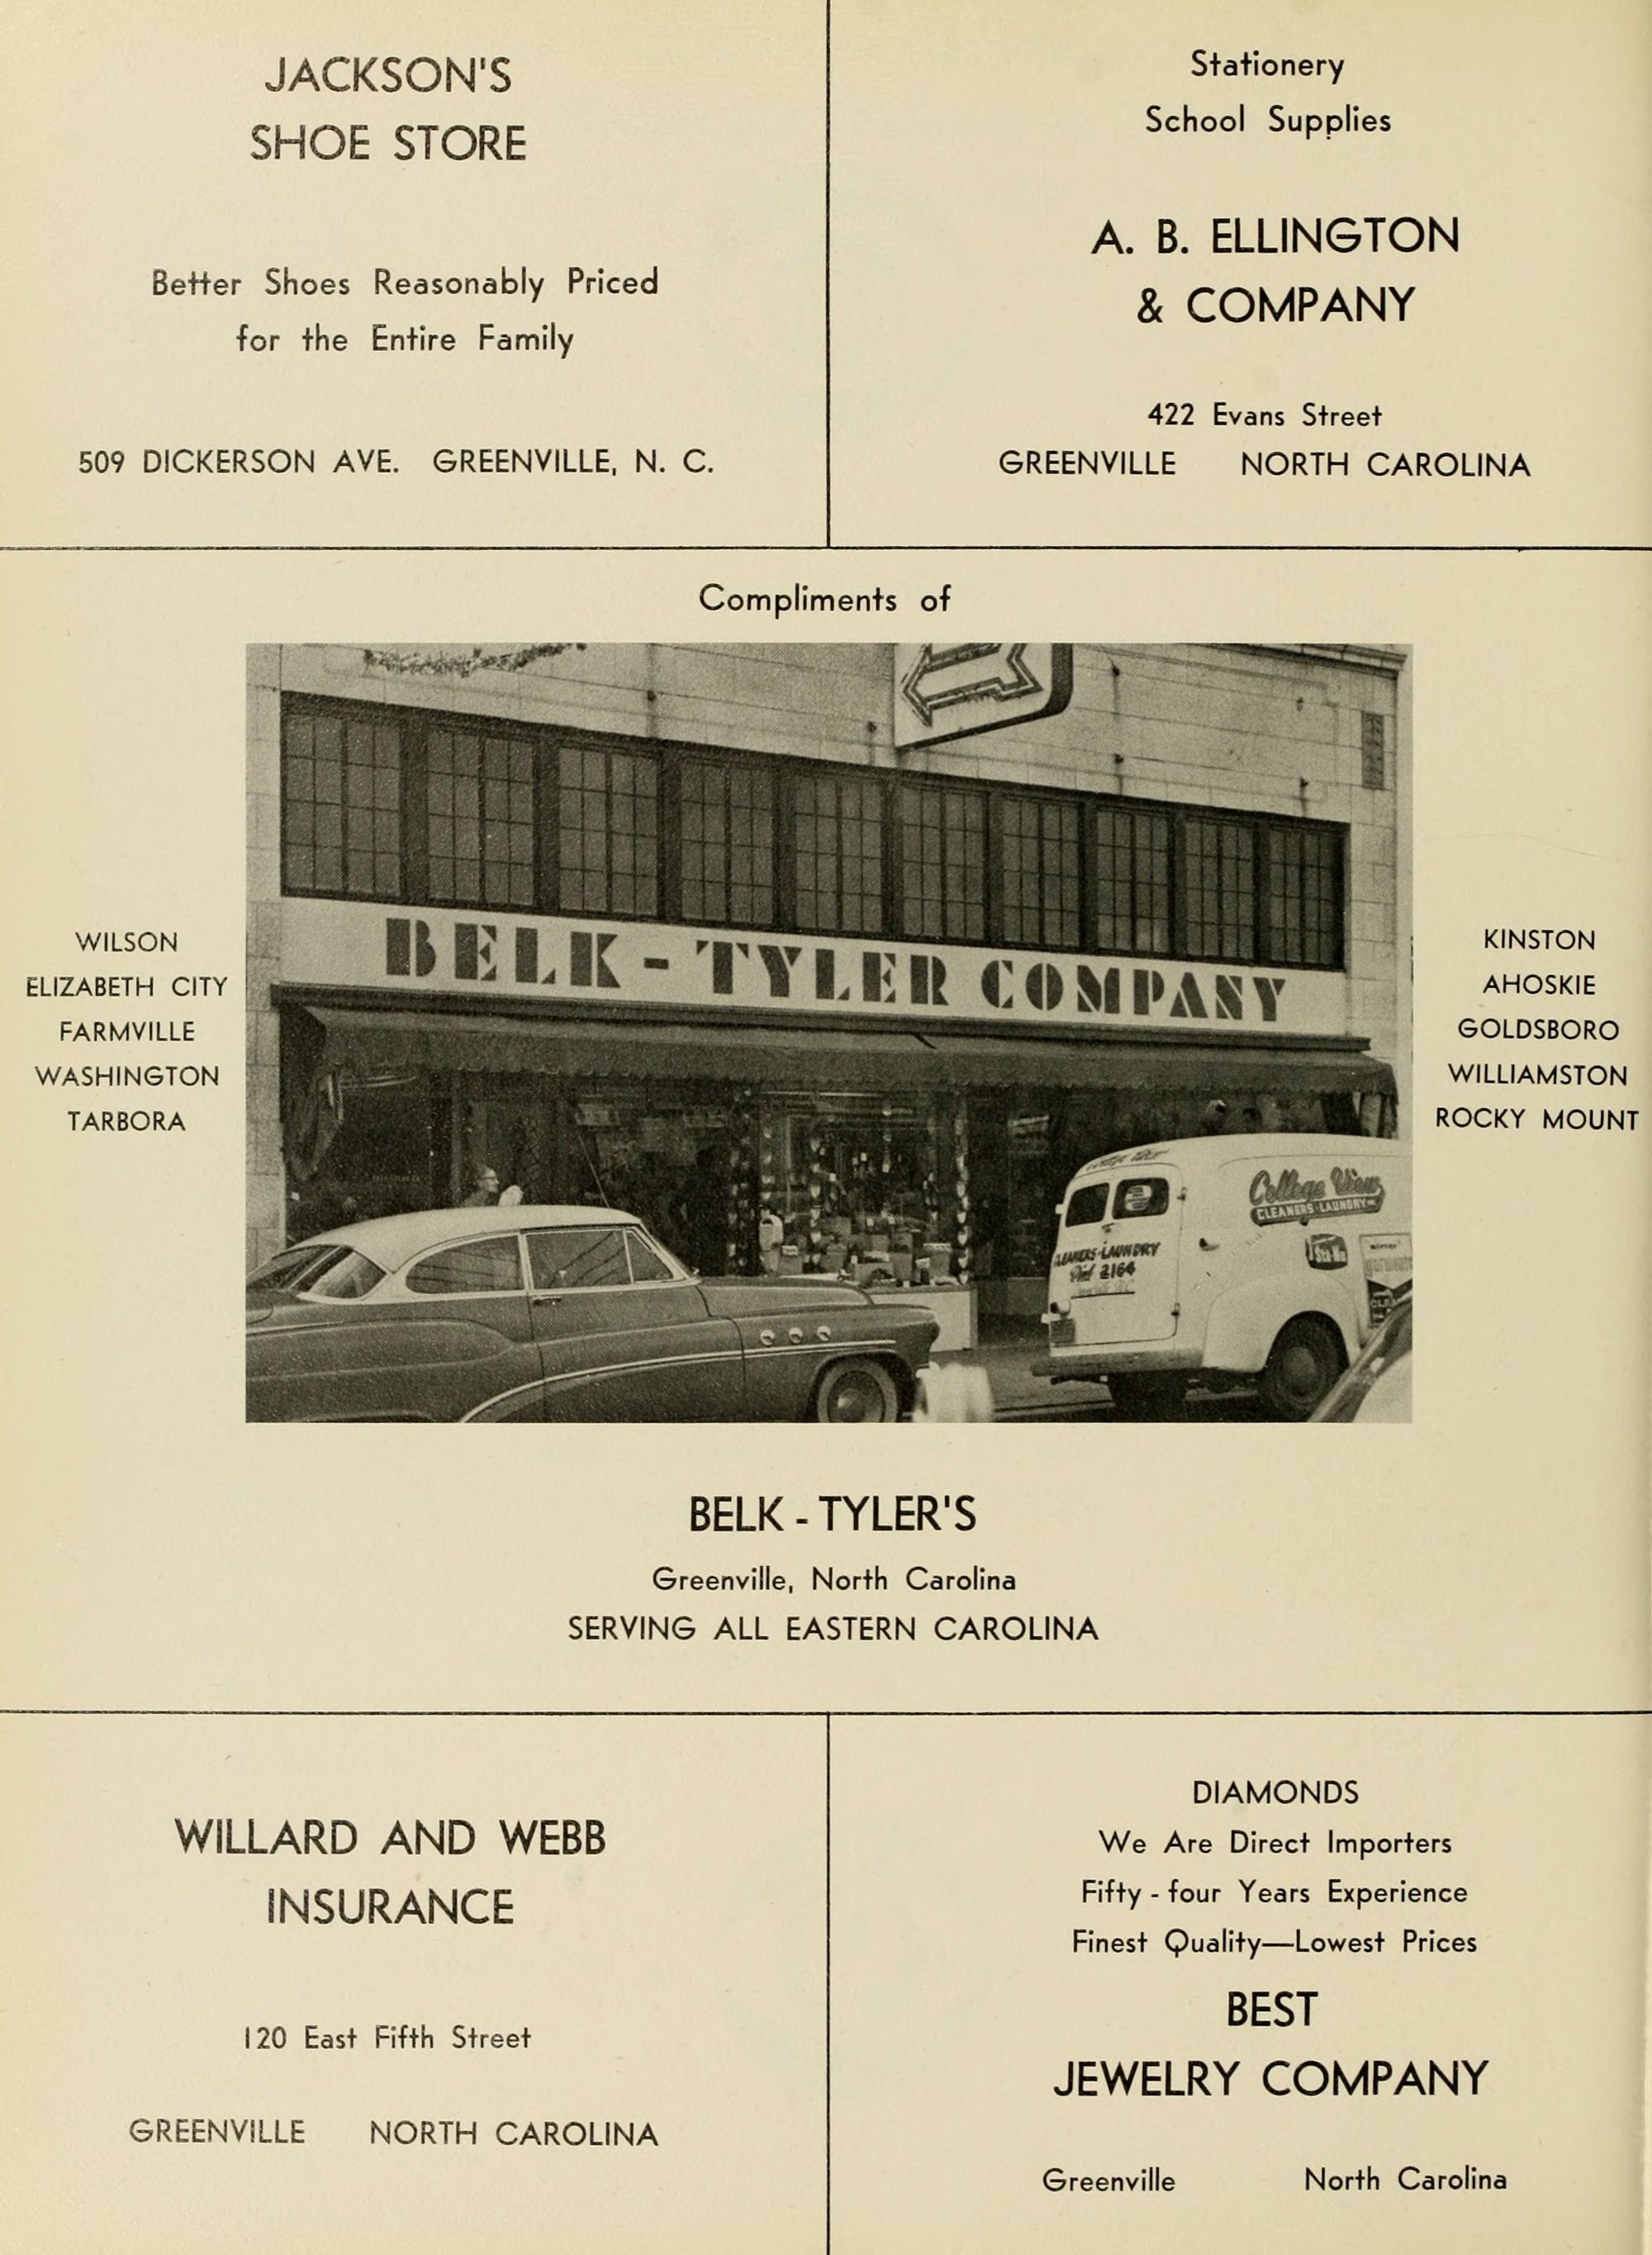 JACKSON'S
SHOE STORE
Better Shoes Reasonably Priced
for the Entire Family
509 DICKERSON AVE. GREENVILLE, N. C.
Stationery
School Supplies
A. B. ELLINGTON
& COMPANY
422 Evans Street
GREENVILLE NORTH CAROLINA
Compliments of
WILSON
ELIZABETH CITY
FARMVILLE
WASHINGTON
TARBORA
BELK-TYLER COMPANY
College View
CLEANERS-LAUNDRY
CLEANERS-LAUNDRY
Dial 2164
KINSTON
AHOSKIE
GOLDSBORO
WILLIAMSTON
ROCKY MOUNT
BELK-TYLER'S
Greenville, North Carolina
SERVING ALL EASTERN CAROLINA
WILLARD AND WEBB
INSURANCE
120 East Fifth Street
GREENVILLE NORTH CAROLINA
DIAMONDS
We Are Direct Importers
Fifty-four Years Experience
Finest Quality—Lowest Prices
BEST
JEWELRY COMPANY
Greenville North Carolina